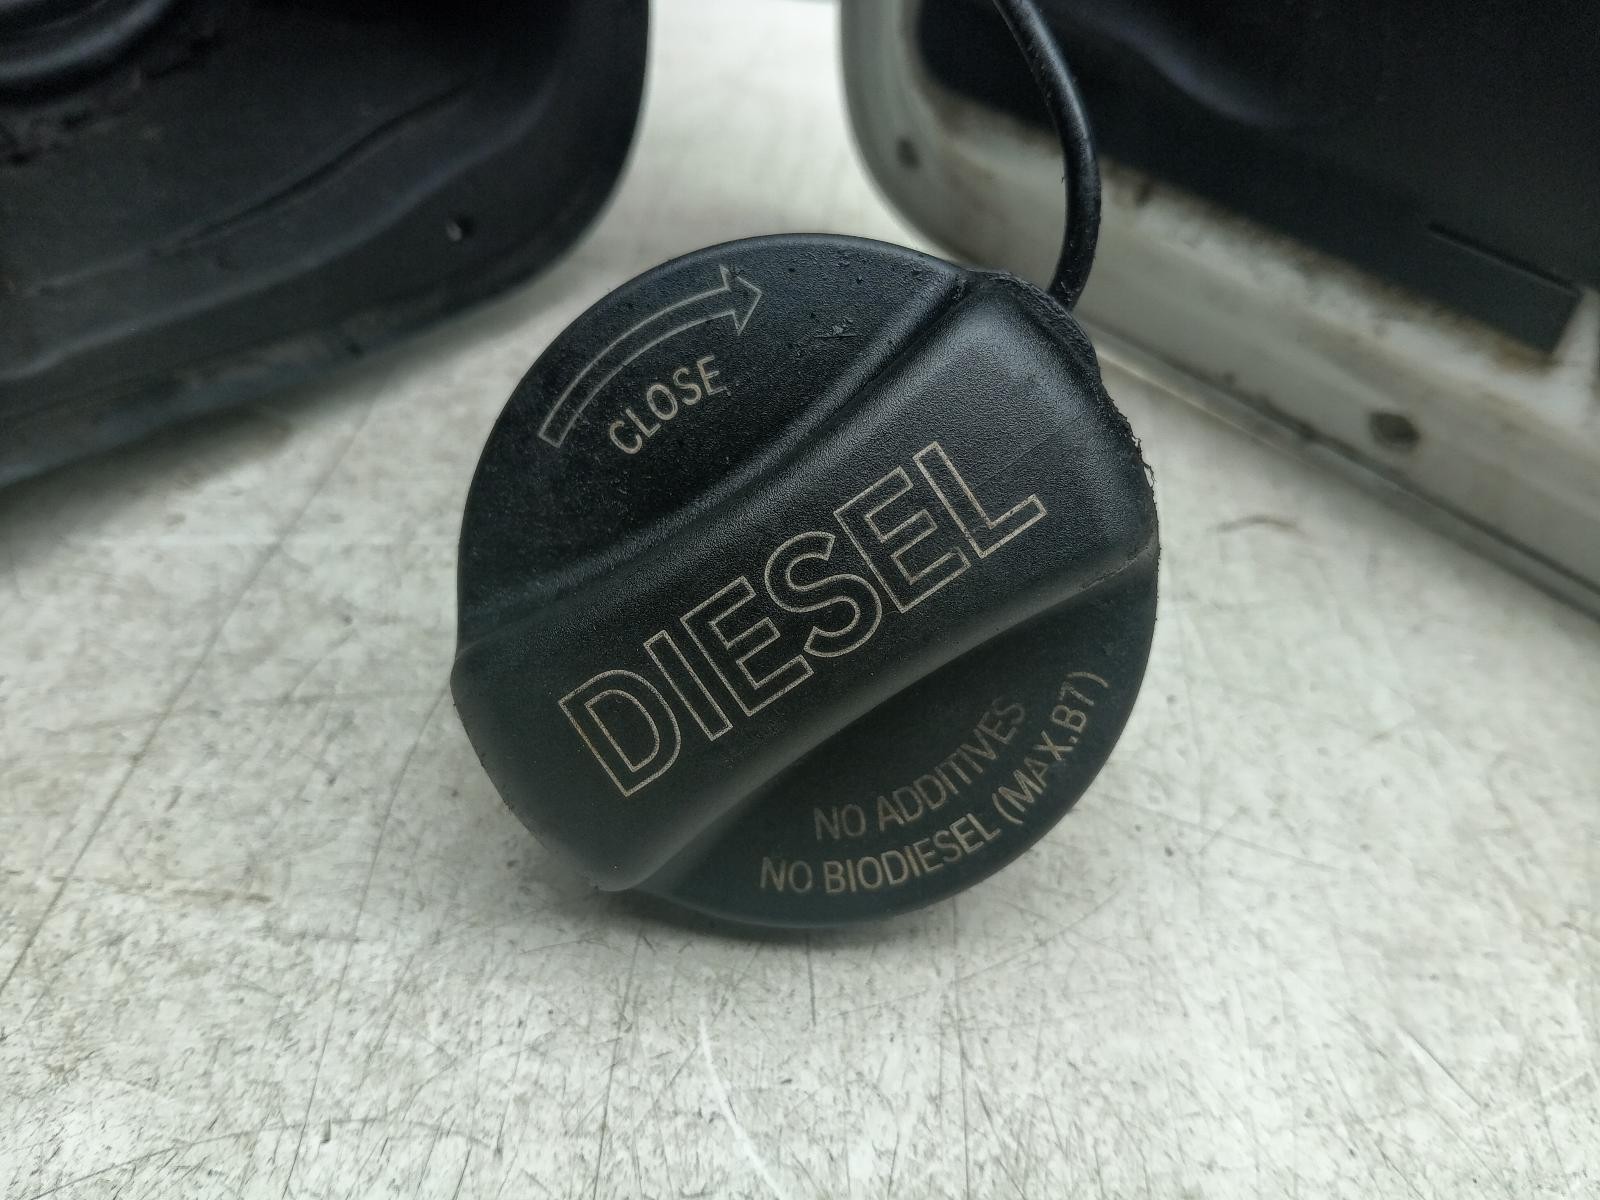 CLOSE
DIESEL
NO ADDITIVES
NO BIODIESEL (MAX.B7)